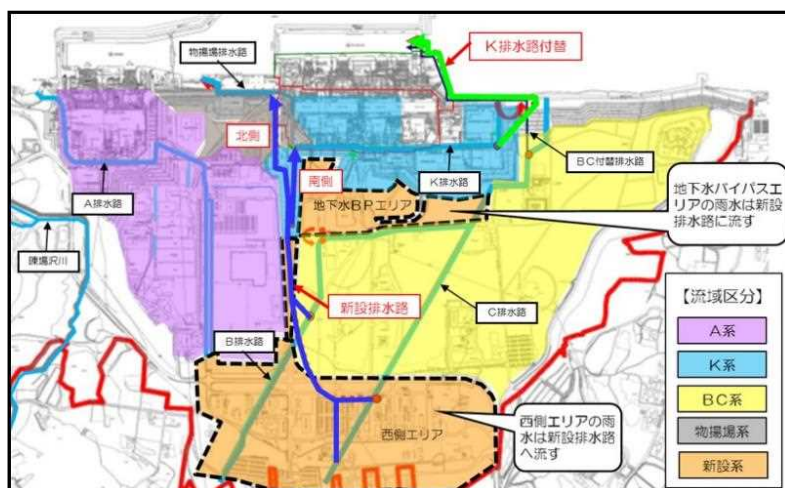 物揚場排水路
K排水路付替
北側
A排水路
陳場沢川
南側
K排水路
BC付替排水路
地下水BPエリア
地下水バイパスエ
リアの雨水は新設
排水路に流す
新設排水路
C排水路
B排水路
西側エリア
西側エリアの雨
水は新設排水路
へ流す
【流域区分】
A系
K系
BC系
物揚場系
新設系